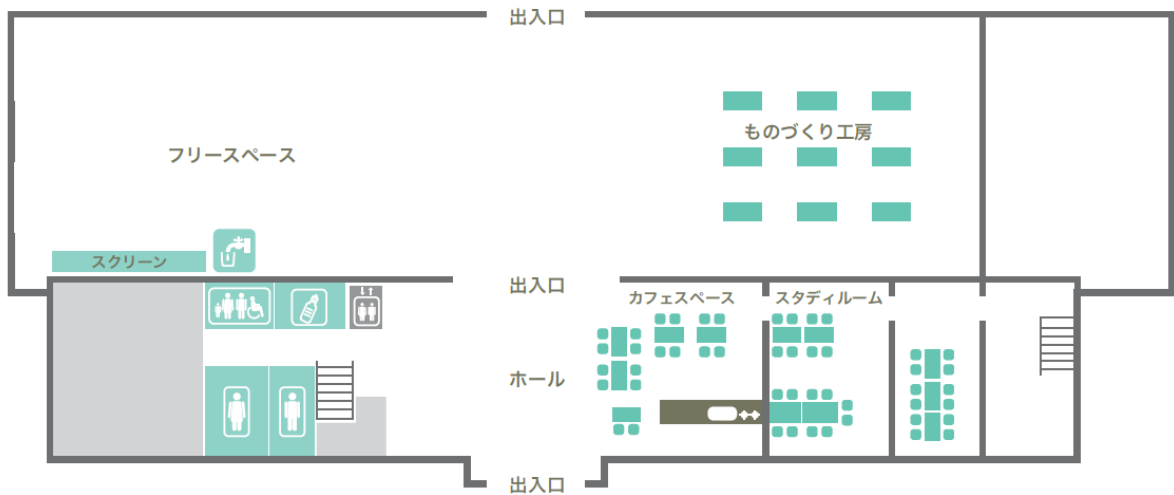 出入口
ものづくり工房
フリースペース
スクリーン
出入口
カフェスペース
スタディルーム
ホール
出入口